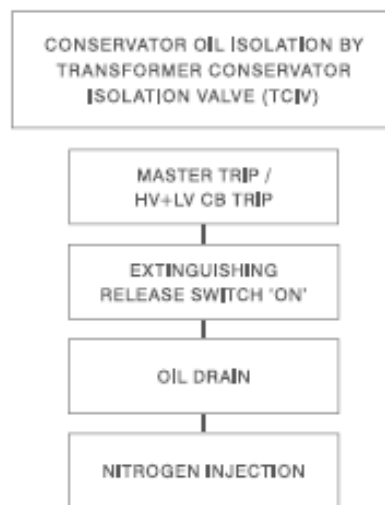 CONSERVATOR OIL ISOLATION BY
TRANSFORMER CONSERVATOR
ISOLATION VALVE (TCIV)
MASTER TRIP /
HV+LV CB TRIP
EXTINGUISHING
RELEASE SWITCH 'ON'
OIL DRAIN
NITROGEN INJECTION